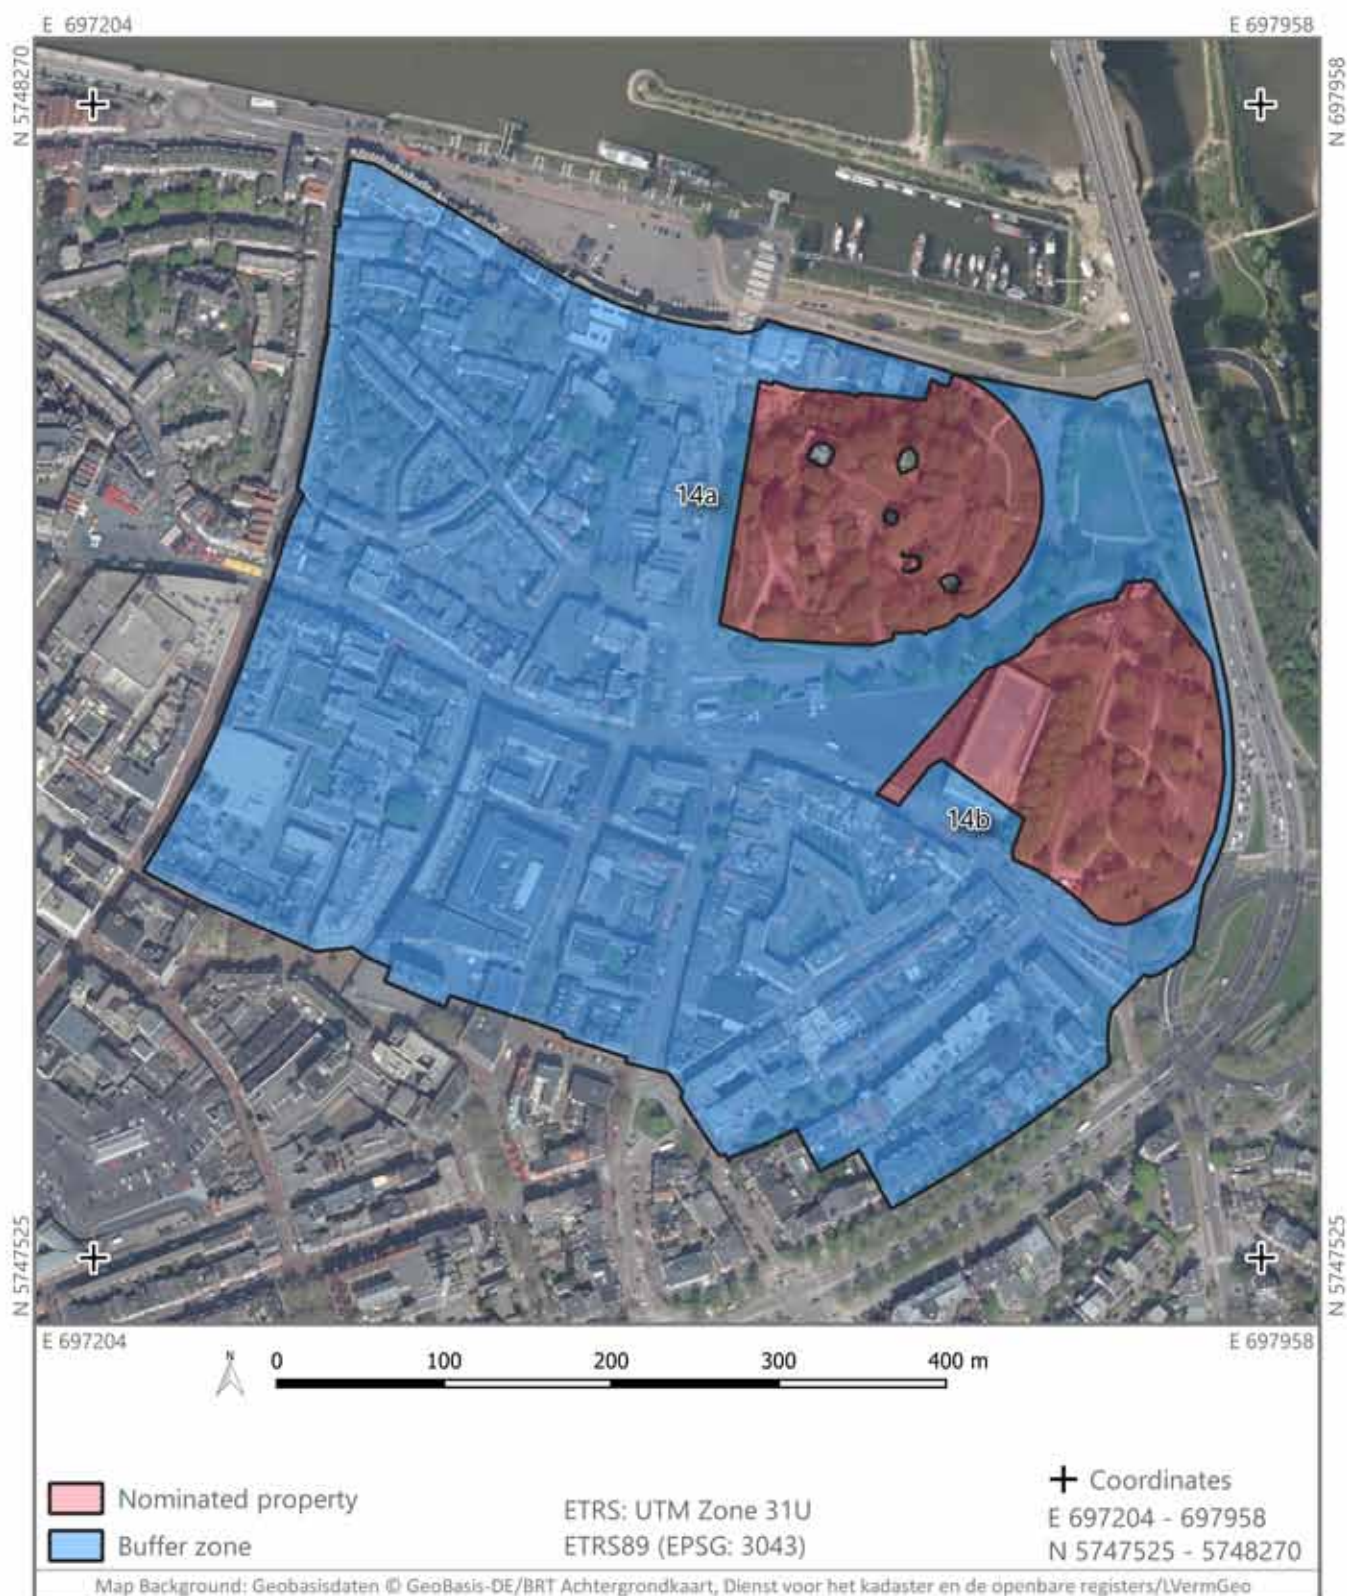 E 697204
E 697958
N 5748270
N 697958
14a
14b
N 5747525
N 5747525
E 697204
E 697958
N
0 100 200 300 400 m
Nominated property
Buffer zone
ETRS: UTM Zone 31U
ETRS89 (EPSG: 3043)
Coordinates
E 697204 - 697958
N 5747525 - 5748270
Map Background: Geobasisdaten © GeoBasis-DE/BRT Achtergrondkaart, Dienst voor het kadaster en de openbare registers/LVermGeo